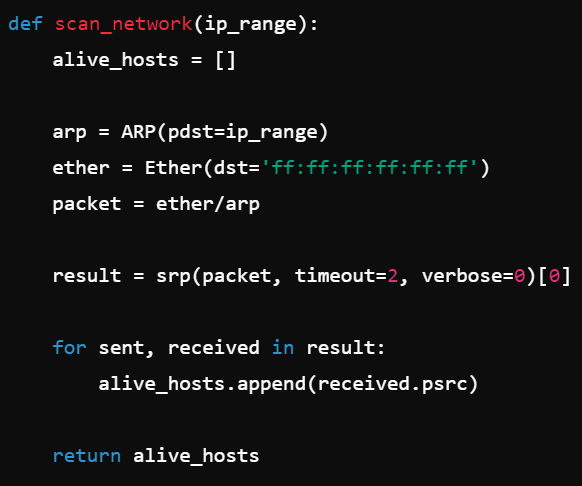 def scan_network(ip_range):
    alive_hosts = []

    arp = ARP(pdst=ip_range)
    ether = Ether(dst='ff:ff:ff:ff:ff:ff')
    packet = ether/arp

    result = srp(packet, timeout=2, verbose=0)[0]

    for sent, received in result:
        alive_hosts.append(received.psrc)

    return alive_hosts